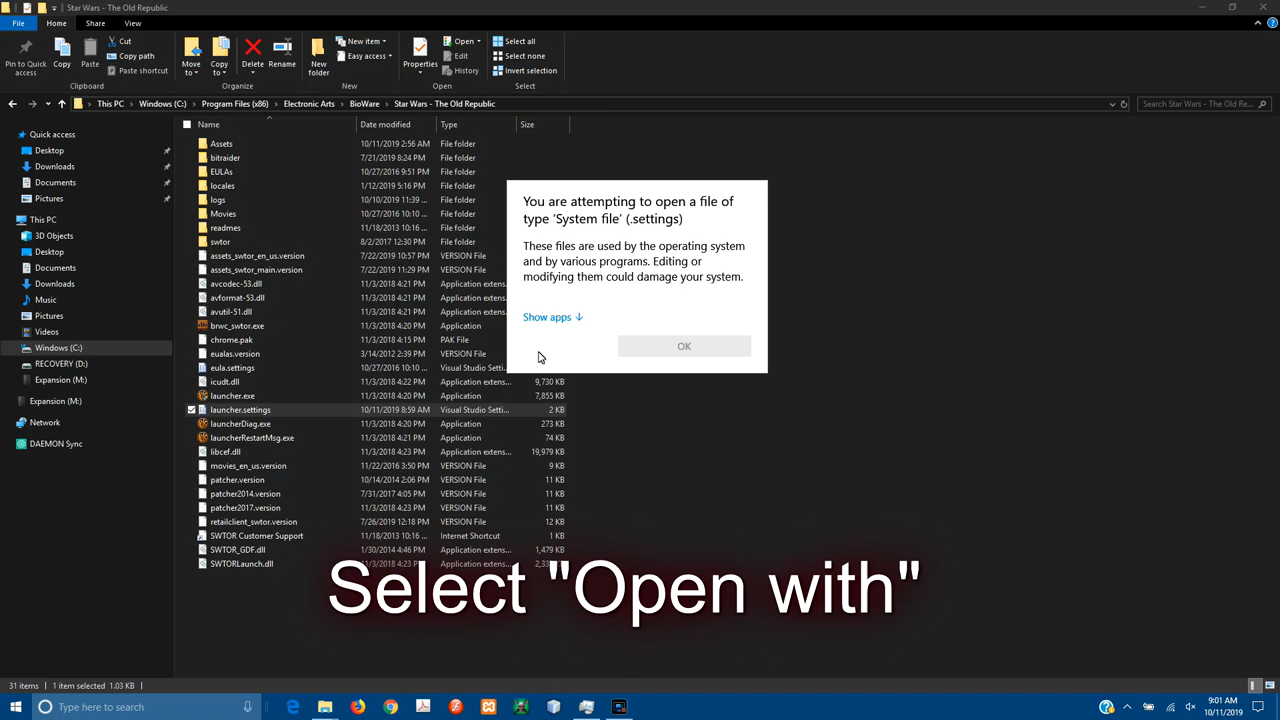 Star Wars - The Old Republic
File Home Share View
Pin to Quick access
Copy
Paste
Cut
Copy path
Paste shortcut
Clipboard
Move to
Copy to
Delete
Rename
Organize
New folder
New item
Easy access
New
Properties
Open
Edit
History
Open
Select all
Select none
Invert selection
Select
This PC Windows (C:) Program Files (x86) Electronic Arts BioWare Star Wars - The Old Republic
Search Star Wars - The Old Re...
Quick access
Desktop
Downloads
Documents
Pictures
This PC
3D Objects
Desktop
Documents
Downloads
Music
Pictures
Videos
Windows (C:)
RECOVERY (D:)
Expansion (M:)
Expansion (M:)
Network
DAEMON Sync
Name Date modified Type Size
Assets 10/11/2019 2:56 AM File folder
bitraider 7/21/2019 8:24 PM File folder
EULAs 10/27/2016 9:51 PM File folder
locales 1/12/2019 5:16 PM File folder
logs 10/10/2019 11:39 ... File folder
Movies 10/27/2016 10:10 ... File folder
readmes 11/18/2013 10:16 ... File folder
swtor 8/2/2017 12:30 PM File folder
assets_swtor_en_us.version 7/22/2019 10:57 PM VERSION File
assets_swtor_main.version 7/22/2019 11:29 PM VERSION File
avcodec-53.dll 11/3/2018 4:21 PM Application extens...
avformat-53.dll 11/3/2018 4:21 PM Application extens...
avutil-51.dll 11/3/2018 4:21 PM Application extens...
brwc_swtor.exe 11/3/2018 4:21 PM Application
chrome.pak 11/3/2018 4:15 PM PAK File
eualas.version 3/14/2012 2:39 PM VERSION File
eula.settings 10/27/2016 10:10 ... Visual Studio Setti...
icudt.dll 11/3/2018 4:22 PM Application extens... 9,730 KB
launcher.exe 11/3/2018 4:22 PM Application 7,855 KB
launcher.settings 10/11/2019 8:59 AM Visual Studio Setti... 2 KB
launcherDiag.exe 11/3/2018 4:20 PM Application 273 KB
launcherRestartMsg.exe 11/3/2018 4:21 PM Application 74 KB
libcef.dll 11/3/2018 4:23 PM Application extens... 19,979 KB
movies_en_us.version 11/22/2016 3:50 PM VERSION File 9 KB
patcher.version 10/14/2014 2:06 PM VERSION File 11 KB
patcher2014.version 7/31/2017 4:05 PM VERSION File 11 KB
patcher2017.version 11/3/2018 4:23 PM VERSION File 11 KB
retailclient_swtor.version 7/26/2019 12:18 PM VERSION File 12 KB
SWTOR Customer Support 11/18/2013 10:16 ... Internet Shortcut 1 KB
SWTOR_GDF.dll 1/30/2014 4:46 PM Application extens... 1,479 KB
SWTORLaunch.dll 11/3/2018 4:23 PM Application extens...
You are attempting to open a file of
type ‘System file’ (.settings)
These files are used by the operating system
and by various programs. Editing or
modifying them could damage your system.
Show apps
OK
Select "Open with"
31 items 1 item selected 1.03 KB
Type here to search
9:01 AM
10/11/2019